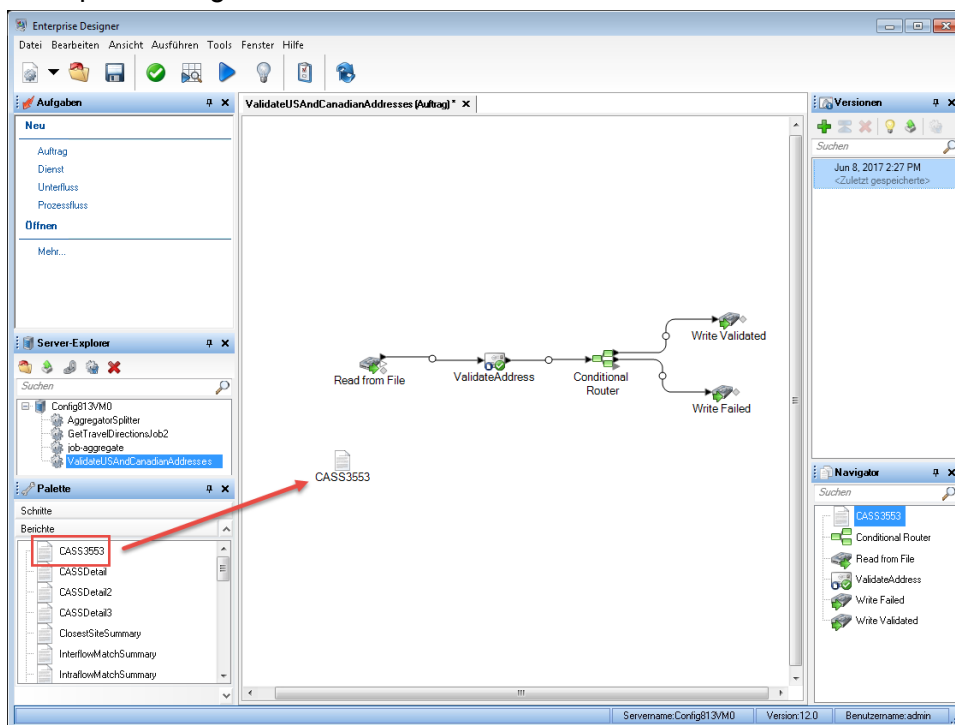 Enterprise Designer
Datei Bearbeiten Ansicht Ausführen Tools Fenster Hilfe
Aufgaben
Neu
Auftrag
Dienst
Unterfluss
Prozessfluss
Öffnen
Mehr...
Server-Explorer
Suchen
Config813VM0
AggregatorSplitter
GetTravelDirectionsJob2
job-aggregate
ValidateUSAndCanadianAddresses
Palette
Schritte
Berichte
CASS3553
CASSDetail
CASSDetail2
CASSDetail3
ClosestSiteSummary
InterflowMatchSummary
IntraflowMatchSummary
ValidateUSAndCanadianAddresses (Auftrag)*
Read from File
ValidateAddress
Conditional
Router
Write Validated
Write Failed
CASS3553
Versionen
Suchen
Jun 8, 2017 2:27 PM
<Zuletzt gespeicherte>
Navigator
Suchen
CASS3553
Conditional Router
Read from File
ValidateAddress
Write Failed
Write Validated
Servername:Config813VM0 Version:12.0 Benutzername:admin